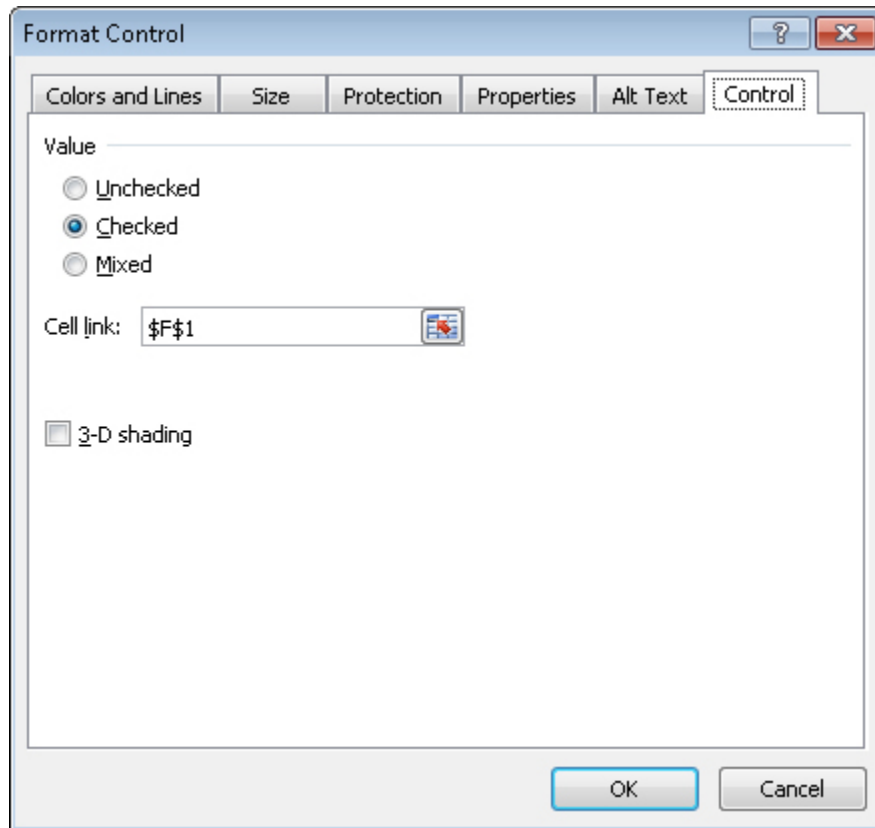 Format Control
Colors and Lines Size Protection Properties Alt Text Control
Value
Unchecked
Checked
Mixed
Cell link: $F$1
3-D shading
OK Cancel